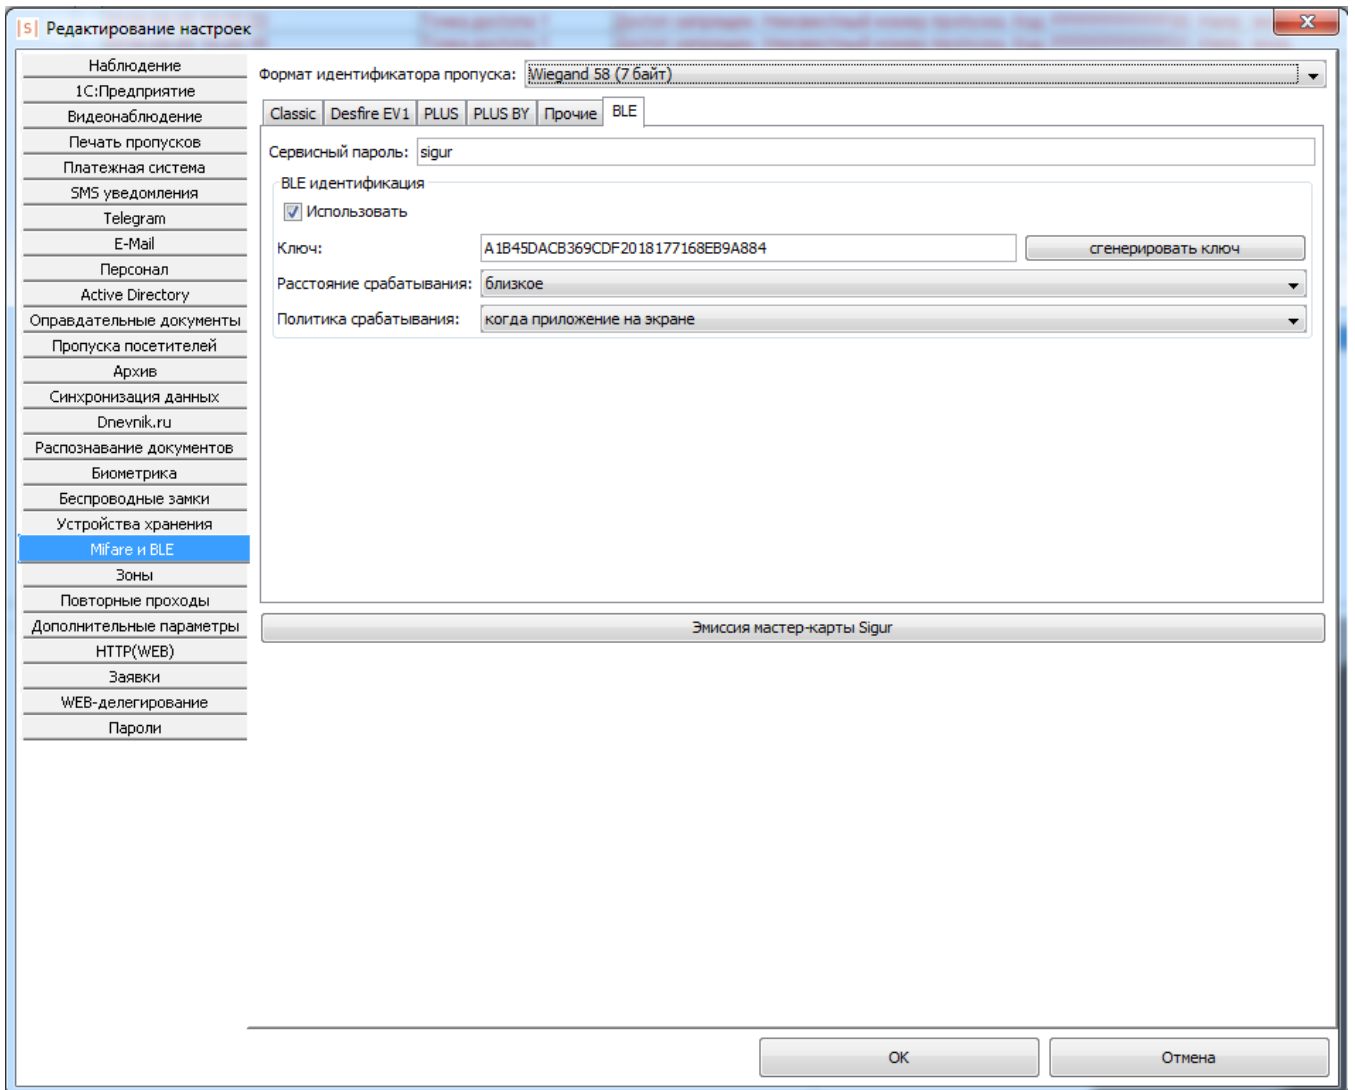 |S| Редактирование настроек
Наблюдение
1С:Предприятие
Видеонаблюдение
Печать пропусков
Платежная система
SMS уведомления
Telegram
E-Mail
Персонал
Active Directory
Оправдательные документы
Пропуска посетителей
Архив
Синхронизация данных
Dnevnik.ru
Распознавание документов
Биометрика
Беспроводные замки
Устройства хранения
Mifare и BLE
Зоны
Повторные проходы
Дополнительные параметры
HTTP(WEB)
Заявки
WEB-делегирование
Пароли
Формат идентификатора пропуска: Wiegand 58 (7 байт)
Classic Desfire EV1 PLUS PLUS BY Прочие BLE
Сервисный пароль: sigur
BLE идентификация
Использовать
Ключ: A1B45DACB369CDF2018177168EB9A884 сгенерировать ключ
Расстояние срабатывания: близкое
Политика срабатывания: когда приложение на экране
Эмиссия мастер-карты Sigur
OK Отмена